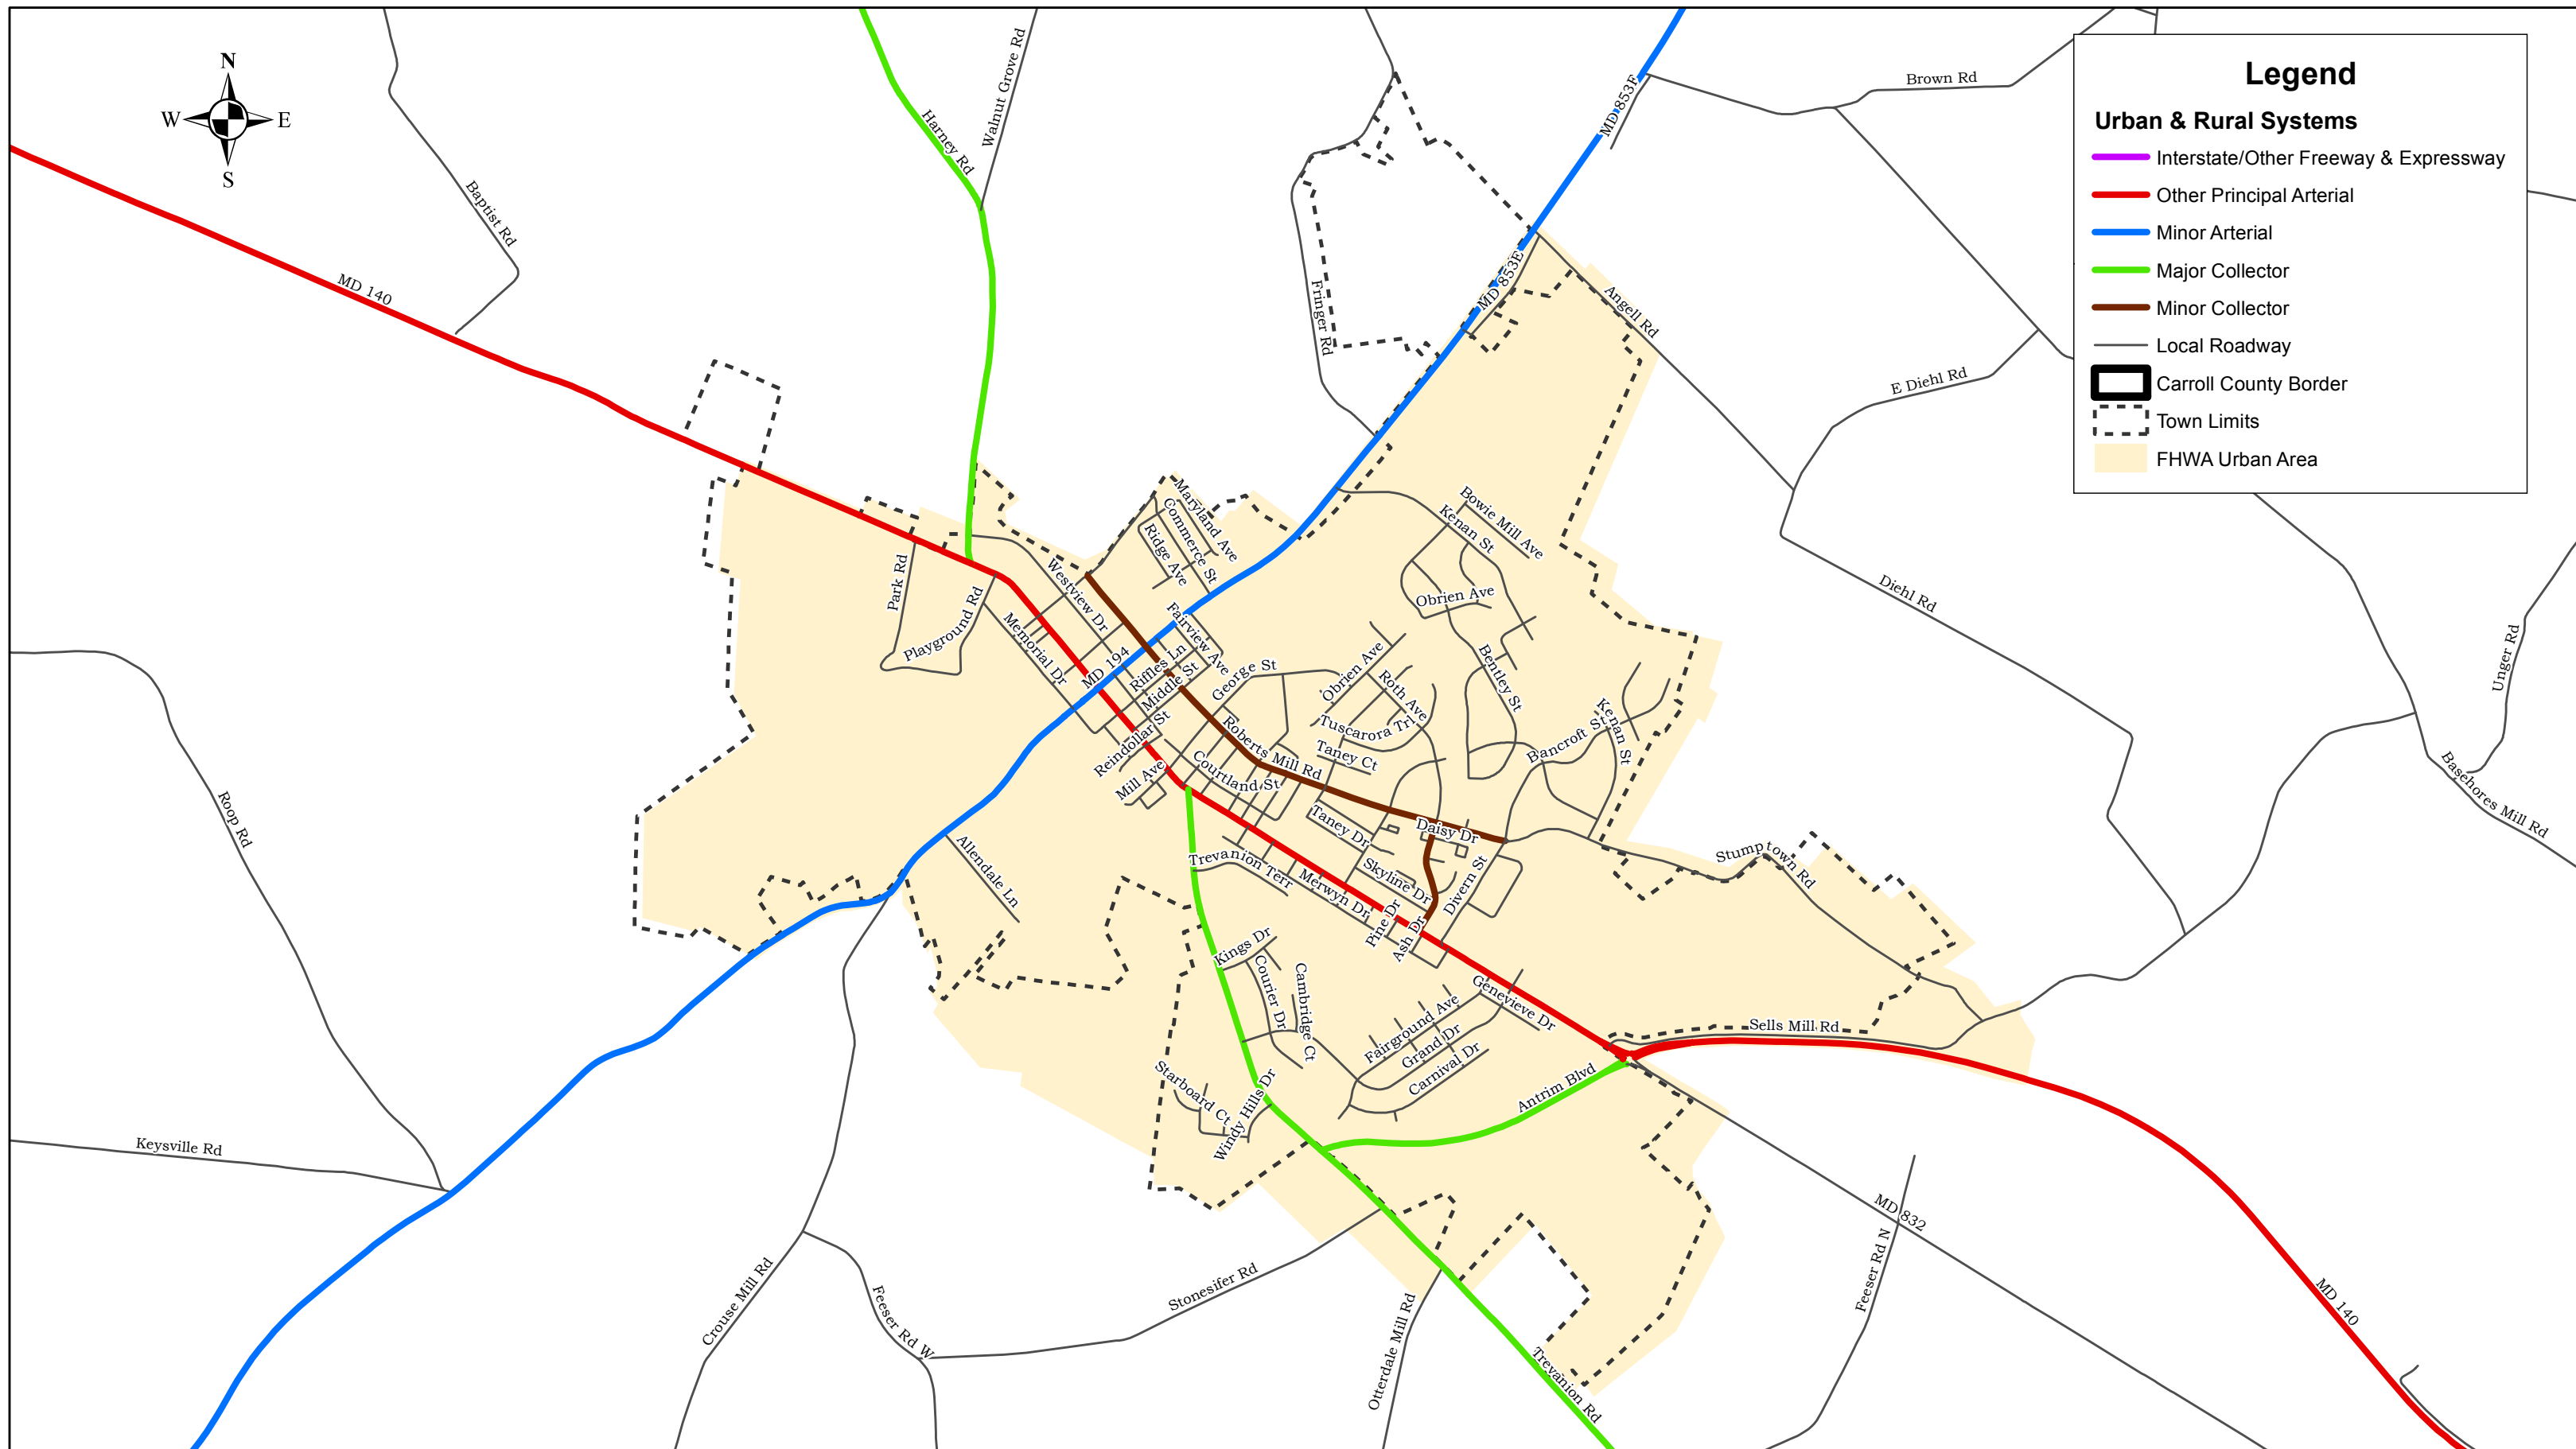 N
W
E
S
Legend
Urban & Rural Systems
Interstate/Other Freeway & Expressway
Other Principal Arterial
Minor Arterial
Major Collector
Minor Collector
Local Roadway
Carroll County Border
Town Limits
FHWA Urban Area
Walnut Grove Rd
Harney Rd
MD 853F
Brown Rd
Baptist Rd
MD 140
MD 853E
Fringer Rd
Angell Rd
E Diehl Rd
Maryland Ave
Commerce St
Ridge Ave
Bowie Mill Ave
Kenan St
Park Rd
Westview Dr
Obrien Ave
Diehl Rd
Playground Rd
Memorial Dr
Fairview Ave
MD 194
Riffles Ln
Middle St
George St
Obrien Ave
Roth Ave
Bentley St
Unger Rd
Reindollar St
Roberts Mill Rd
Tuscarora Trl
Taney Ct
Bancroft St
Kenan St
Mill Ave
Courtland St
Basehores Mill Rd
Roop Rd
Taney Dr
Daisy Dr
Allendale Ln
Trevanion Terr
Merwyn Dr
Skyline Dr
Divern St
Stumptown Rd
Pine Dr
Ash Dr
Kings Dr
Courier Dr
Cambridge Ct
Genevieve Dr
Fairground Ave
Grand Dr
Carnival Dr
Sells Mill Rd
Starboard Ct
Windy Hills Dr
Antrim Blvd
Keysville Rd
MD 832
Feeser Rd N
Crouse Mill Rd
Feeser Rd W
Stonesifer Rd
Otterdale Mill Rd
Trevanion Rd
MD 140